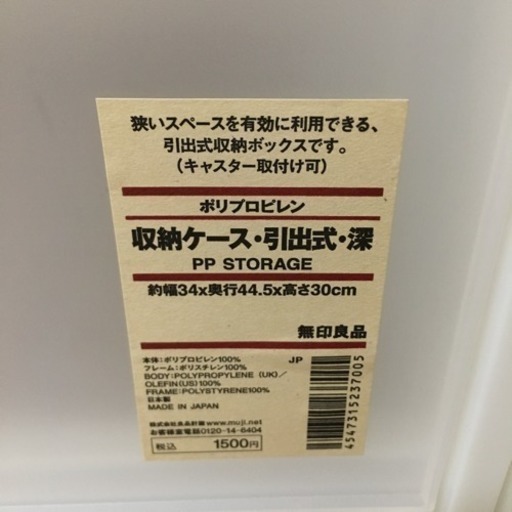 狭いスペースを有効に利用できる、
引出式収納ボックスです。
（キャスター取付け可）
ポリプロピレン
収納ケース・引出式・深
PP STORAGE
約幅34x奥行44.5x高さ30cm
無印良品
本体：ポリプロピレン100%
フレーム：ポリスチレン100%
BODY:POLYPROPYLENE (UK)／
OLEFIN(US)100%
FRAME:POLYSTYRENE100%
日本製
MADE IN JAPAN
JP
4547315237005
株式会社良品計画 www.muji.net
お客様室電話0120-14-6404
税込 1500円